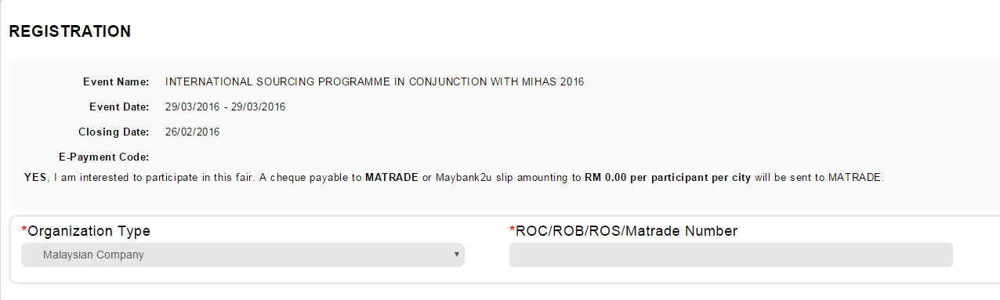 REGISTRATION
Event Name: INTERNATIONAL SOURCING PROGRAMME IN CONJUNCTION WITH MIHAS 2016
Event Date: 29/03/2016 - 29/03/2016
Closing Date: 26/02/2016
E-Payment Code:
YES, I am interested to participate in this fair. A cheque payable to MATRADE or Maybank2u slip amounting to RM 0.00 per participant per city will be sent to MATRADE.
*Organization Type
Malaysian Company
*ROC/ROB/ROS/Matrade Number